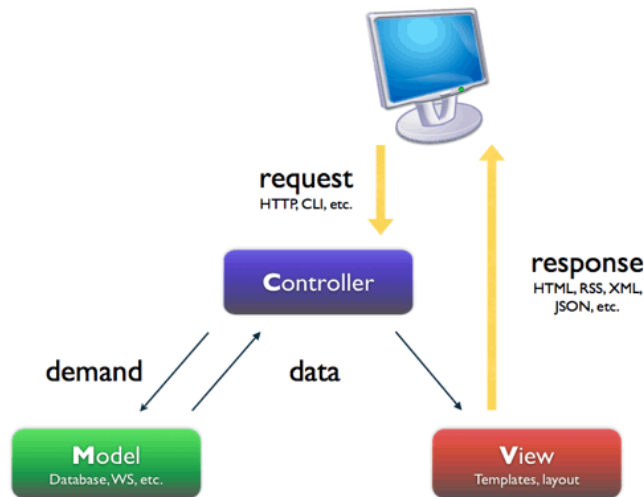 request
HTTP, CLI, etc.
Controller
response
HTML, RSS, XML,
JSON, etc.
demand
data
Model
Database, WS, etc.
View
Templates, layout